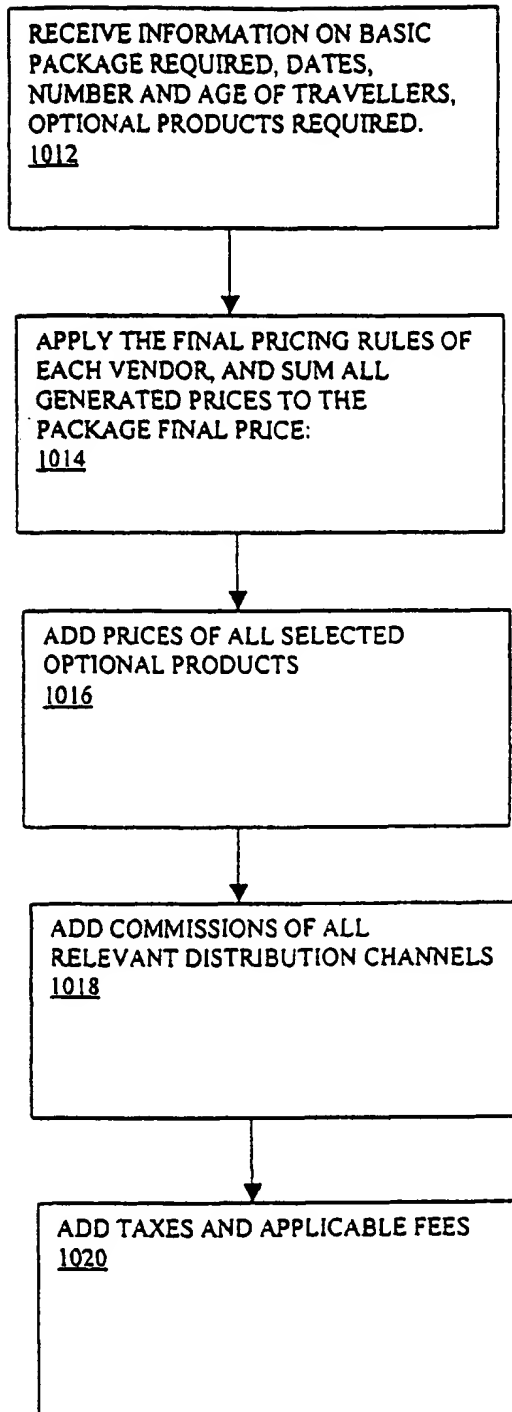 RECEIVE INFORMATION ON BASIC
PACKAGE REQUIRED, DATES,
NUMBER AND AGE OF TRAVELLERS,
OPTIONAL PRODUCTS REQUIRED.
1012
APPLY THE FINAL PRICING RULES OF
EACH VENDOR, AND SUM ALL
GENERATED PRICES TO THE
PACKAGE FINAL PRICE:
1014
ADD PRICES OF ALL SELECTED
OPTIONAL PRODUCTS
1016
ADD COMMISSIONS OF ALL
RELEVANT DISTRIBUTION CHANNELS
1018
ADD TAXES AND APPLICABLE FEES
1020